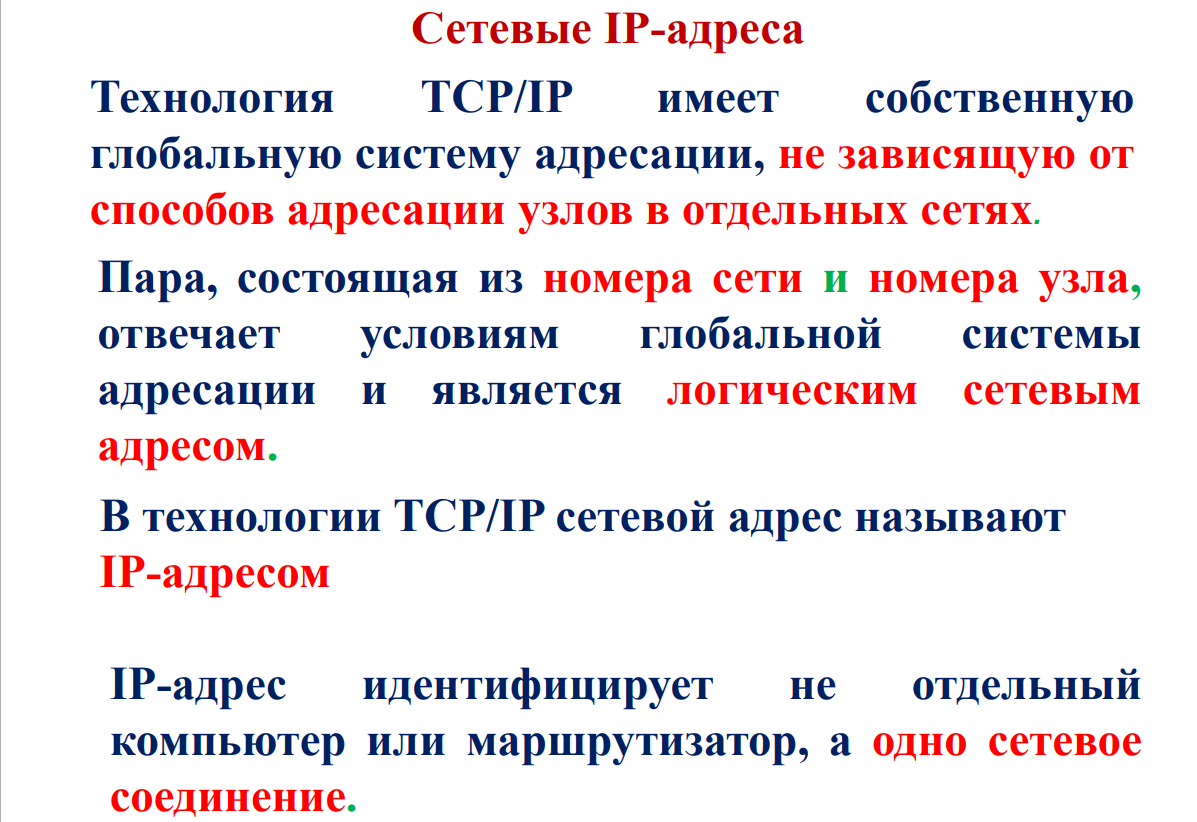 Сетевые IP-адреса
Технология TCP/IP имеет собственную
глобальную систему адресации, не зависящую от
способов адресации узлов в отдельных сетях.
Пара, состоящая из номера сети и номера узла,
отвечает условиям глобальной системы
адресации и является логическим сетевым
адресом.
В технологии TCP/IP сетевой адрес называют
IP-адресом
IP-адрес идентифицирует не отдельный
компьютер или маршрутизатор, а одно сетевое
соединение.